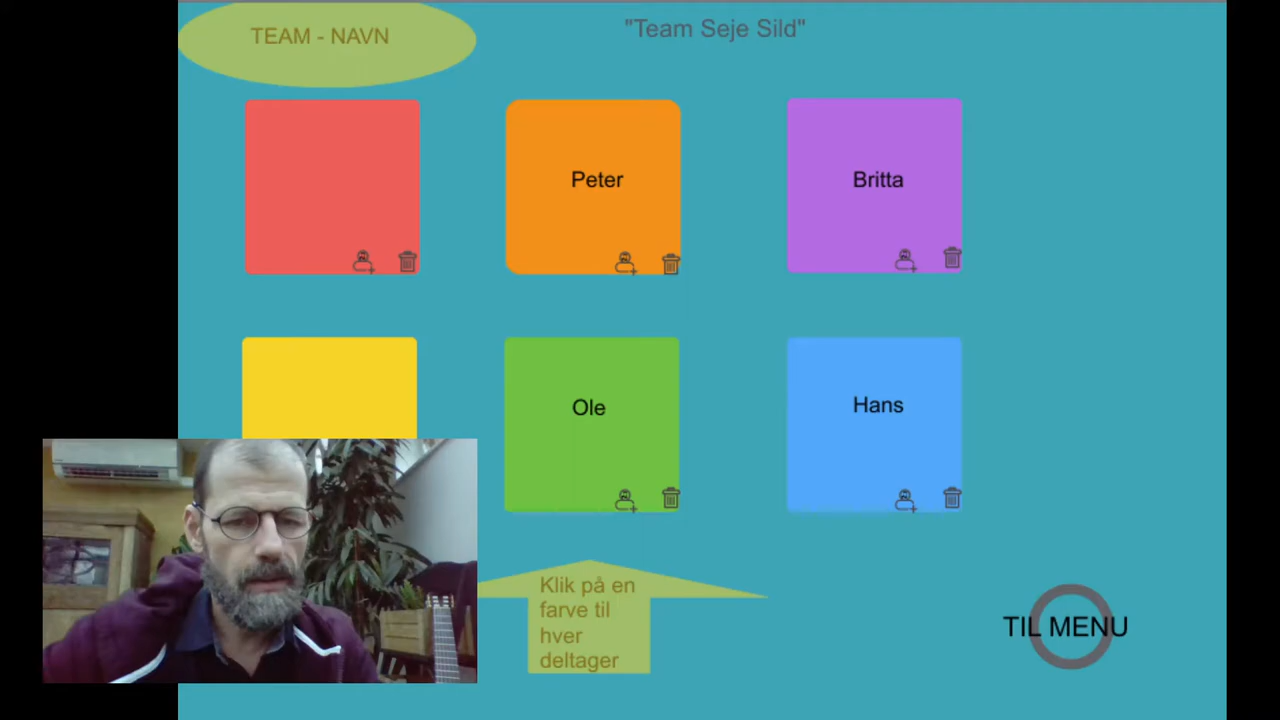 TEAM - NAVN
"Team Seje Sild"
Peter
Britta
Ole
Hans
Klik på en
farve til
hver
deltager
TIL MENU